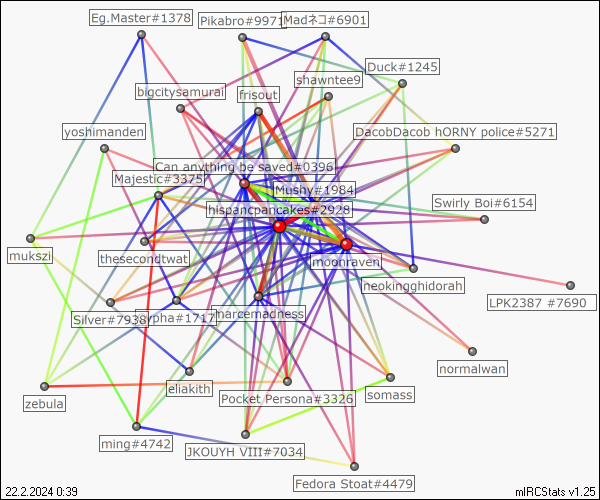 Eg.Master#1378
Pikabro#9971
Madネコ#6901
Duck#1245
shawntee9
bigcitysamurai
frisout
yoshimanden
DacobDacob hORNY police#5271
Can anything be saved#0396
Majestic#3375
Mushy#1984
hispancpancakes#2928
Swirly Boi#6154
mukszi
thesecondtwat
moonraven
neokingghidorah
LPK2387 #7690
Silver#7938
marcemadness
normalwan
zebula
eliakith
Pocket Persona#3326
somass
ming#4742
JKOUYH VIII#7034
Fedora Stoat#4479
22.2.2024 0:39
mIRCStats v1.25